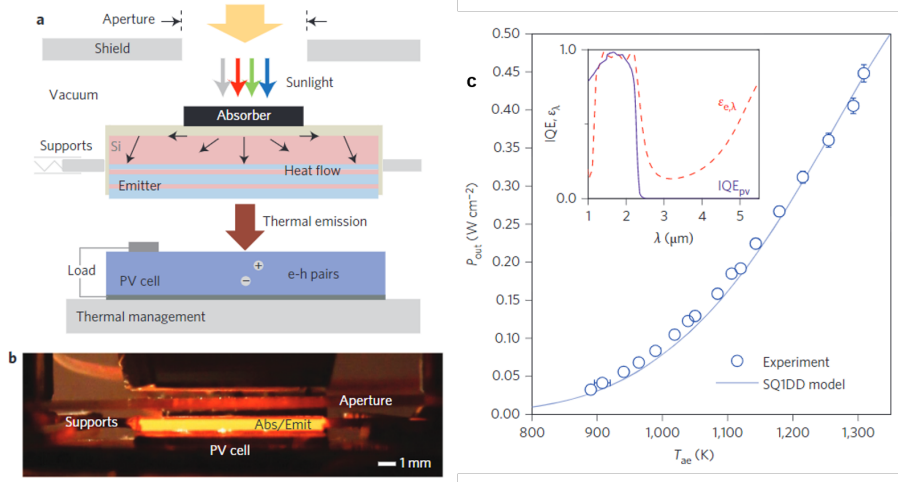 a
Aperture
Shield
Sunlight
Vacuum
Absorber
Supports
Si
Heat flow
Emitter
Thermal emission
Load
PV cell
+
−
e-h pairs
Thermal management
b
Supports
Abs/Emit
Aperture
PV cell
1 mm
c
P_out (W cm⁻²)
0.50
0.45
0.40
0.35
0.30
0.25
0.20
0.15
0.10
0.05
0.00
800
900
1,000
1,100
1,200
1,300
T_ae (K)
IQE, ε_λ
1.0
0.0
1
2
3
4
5
λ (μm)
ε_e,λ
IQE_pv
Experiment
SQ1DD model